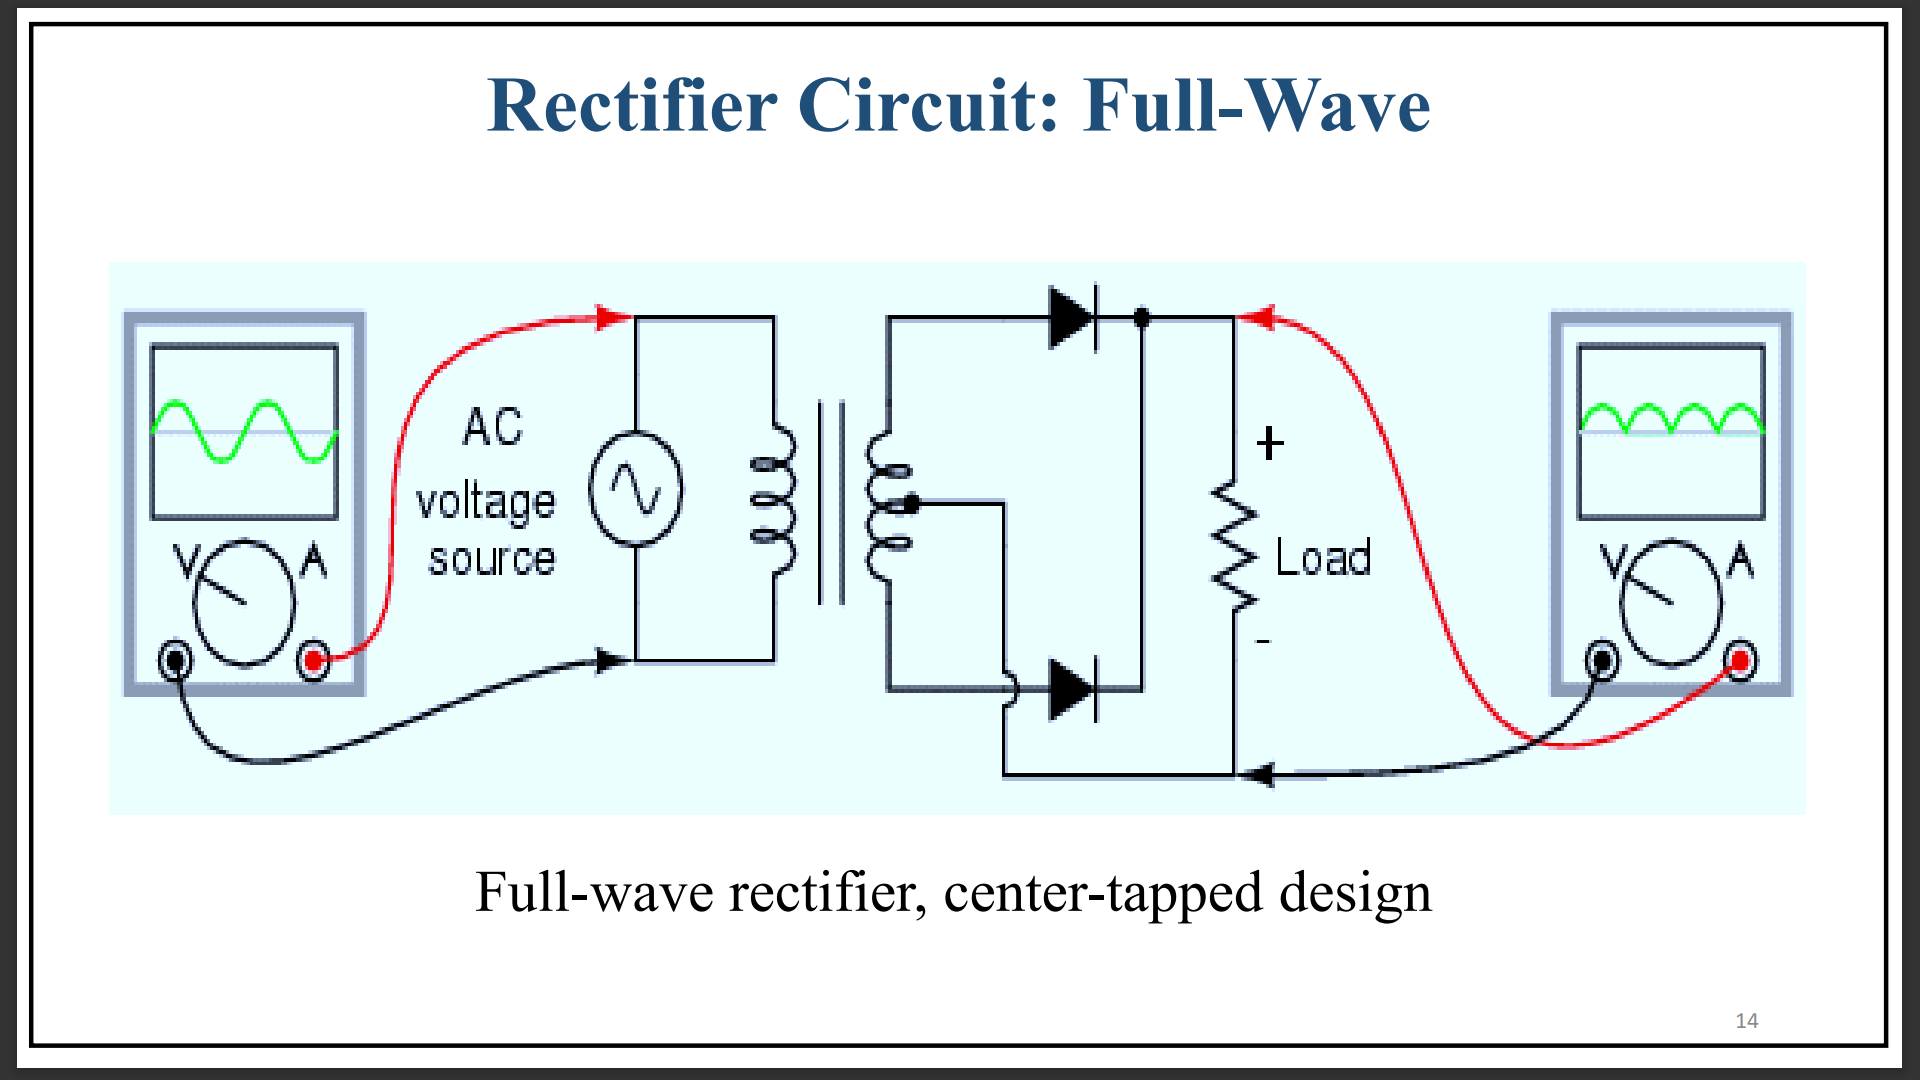 Rectifier Circuit: Full-Wave
AC
voltage
source
V A
+
Load
-
V A
Full-wave rectifier, center-tapped design
14